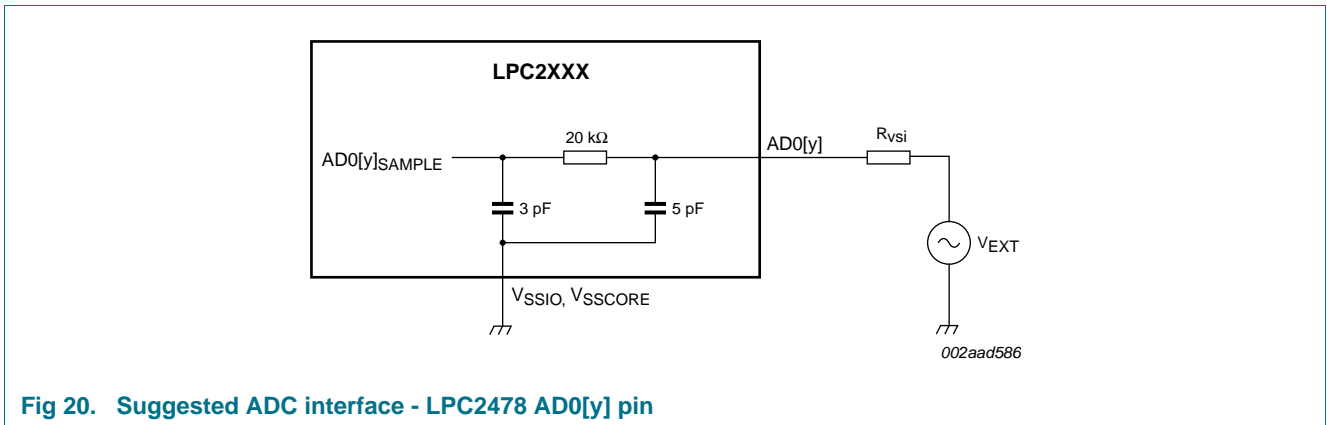 LPC2XXX
20 kΩ
AD0[y]
Rvsi
AD0[y]SAMPLE
3 pF
5 pF
VEXT
VSSIO, VSSCORE
002aad586
Fig 20. Suggested ADC interface - LPC2478 AD0[y] pin